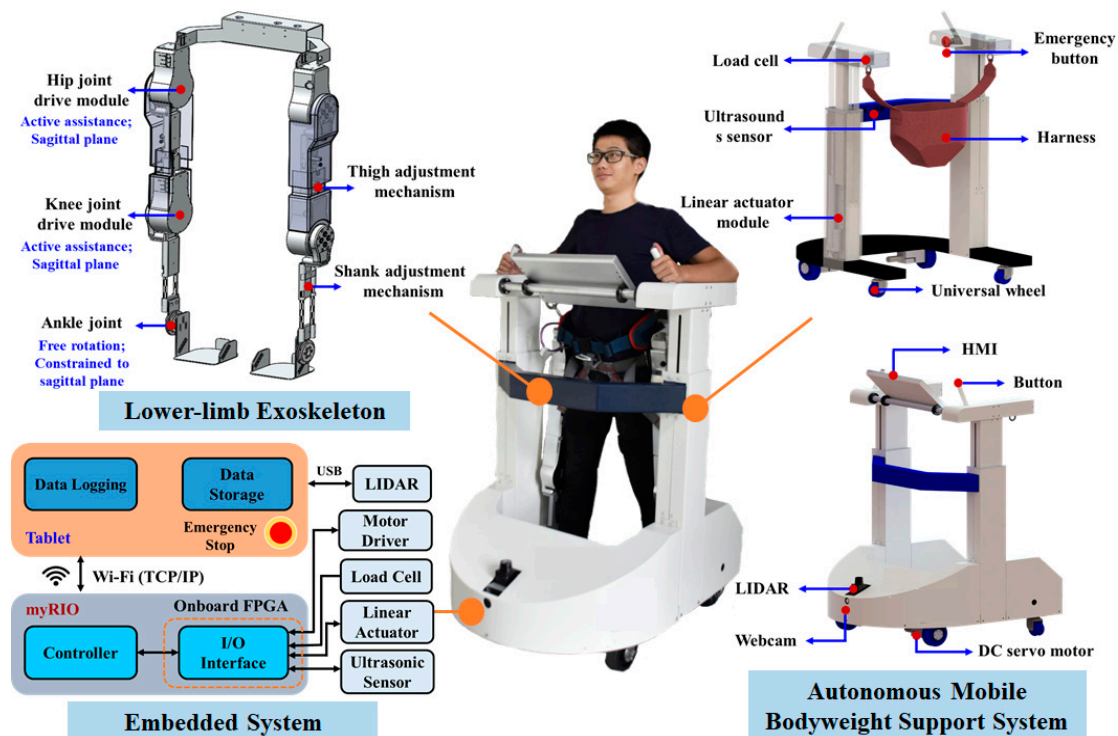 Hip joint
drive module
Active assistance;
Sagittal plane
Knee joint
drive module
Active assistance;
Sagittal plane
Ankle joint
Free rotation;
Constrained to
sagittal plane
Thigh adjustment
mechanism
Shank adjustment
mechanism
Lower-limb Exoskeleton
Load cell
Emergency
button
Ultrasound
s sensor
Harness
Linear actuator
module
Universal wheel
HMI
Button
LIDAR
Webcam
DC servo motor
Autonomous Mobile
Bodyweight Support System
Data Logging
Data
Storage
USB
LIDAR
Tablet
Emergency
Stop
Motor
Driver
Wi-Fi (TCP/IP)
Load Cell
myRIO
Onboard FPGA
Controller
I/O
Interface
Linear
Actuator
Ultrasonic
Sensor
Embedded System